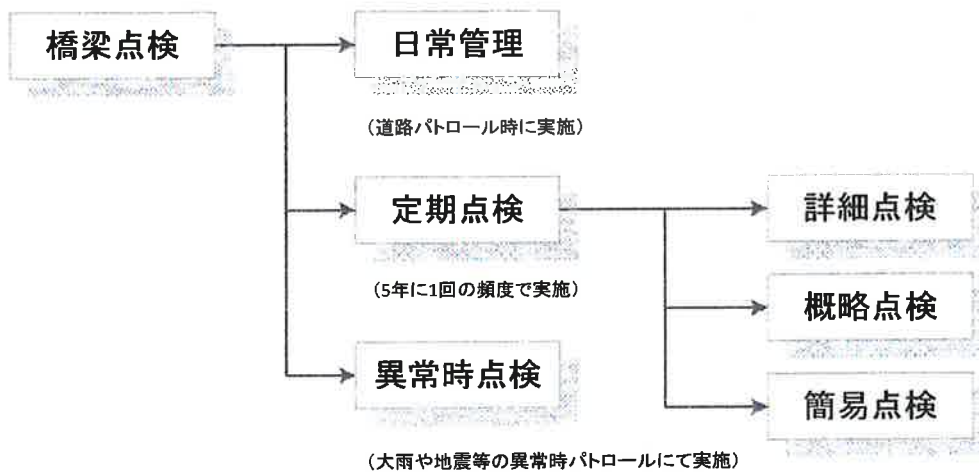 橋梁点検
日常管理
（道路パトロール時に実施）
定期点検
（5年に1回の頻度で実施）
異常時点検
（大雨や地震等の異常時パトロールにて実施）
詳細点検
概略点検
簡易点検